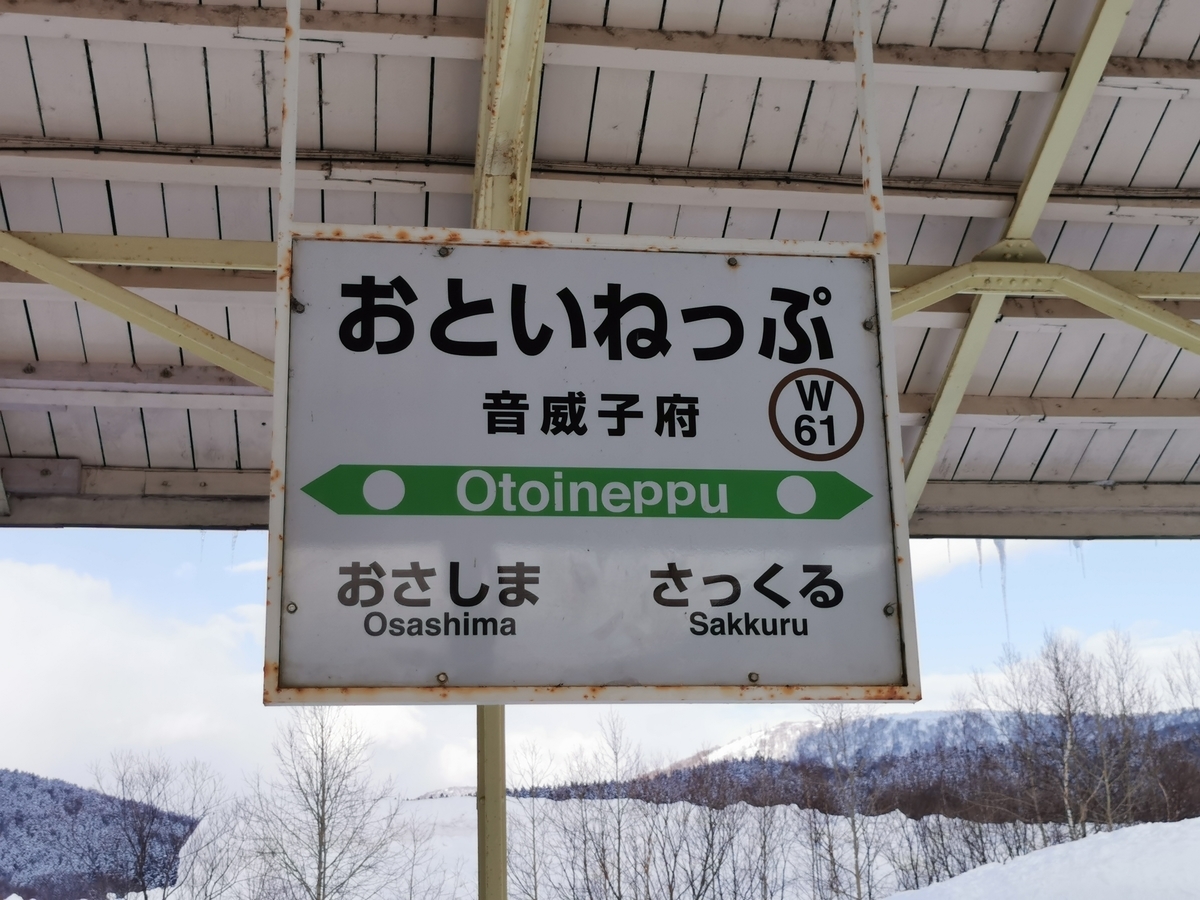 おといねっぷ
音威子府
W
61
Otoineppu
おさしま さっくる
Osashima Sakkuru